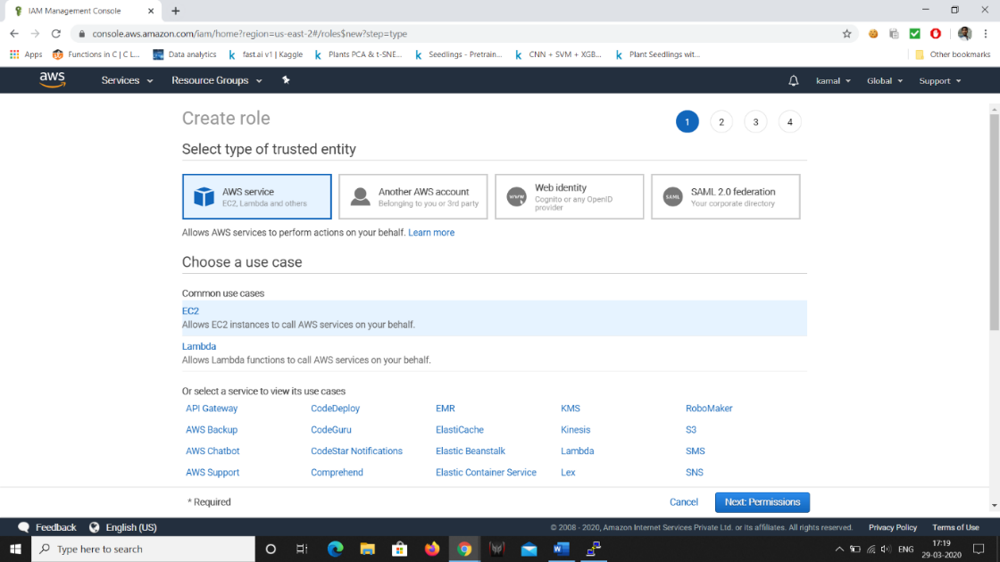 IAM Management Console
console.aws.amazon.com/iam/home?region=us-east-2#/roles$new?step=type
Apps Functions in C | C L... Data analytics fast.ai v1 | Kaggle Plants PCA & t-SNE... Seedlings - Pretrain... CNN + SVM + XGB... Plant Seedlings wit... Other bookmarks
aws Services Resource Groups kamal Global Support
Create role
1 2 3 4
Select type of trusted entity
AWS service
EC2, Lambda and others
Another AWS account
Belonging to you or 3rd party
www
Web identity
Cognito or any OpenID
provider
SAML
SAML 2.0 federation
Your corporate directory
Allows AWS services to perform actions on your behalf. Learn more
Choose a use case
Common use cases
EC2
Allows EC2 instances to call AWS services on your behalf.
Lambda
Allows Lambda functions to call AWS services on your behalf.
Or select a service to view its use cases
API Gateway CodeDeploy EMR KMS RoboMaker
AWS Backup CodeGuru ElastiCache Kinesis S3
AWS Chatbot CodeStar Notifications Elastic Beanstalk Lambda SMS
AWS Support Comprehend Elastic Container Service Lex SNS
* Required Cancel Next: Permissions
Feedback English (US) © 2008 - 2020, Amazon Internet Services Private Ltd. or its affiliates. All rights reserved. Privacy Policy Terms of Use
Type here to search ENG 17:19
29-03-2020